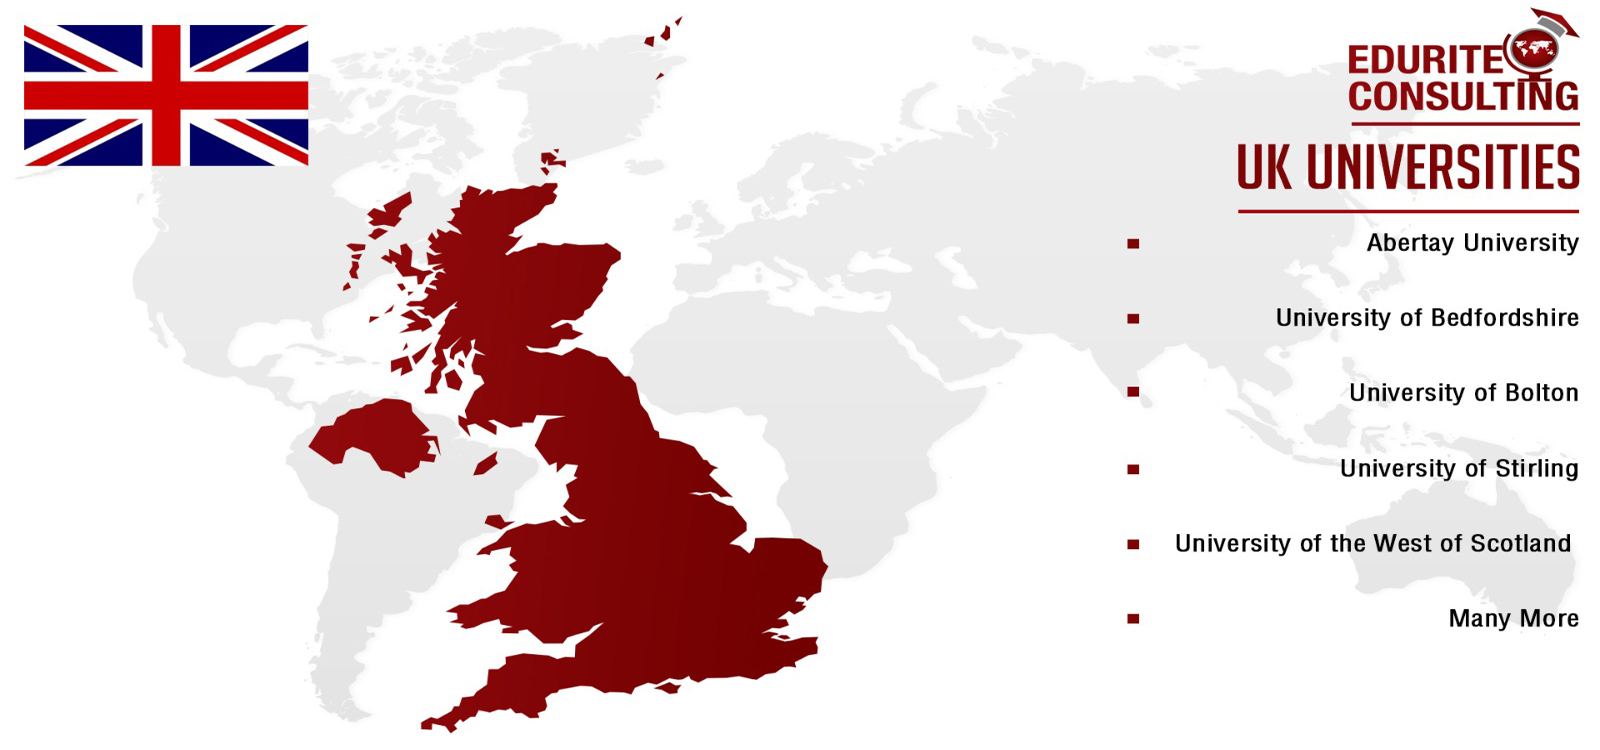 EDURITE
CONSULTING
UK UNIVERSITIES
Abertay University
University of Bedfordshire
University of Bolton
University of Stirling
University of the West of Scotland
Many More